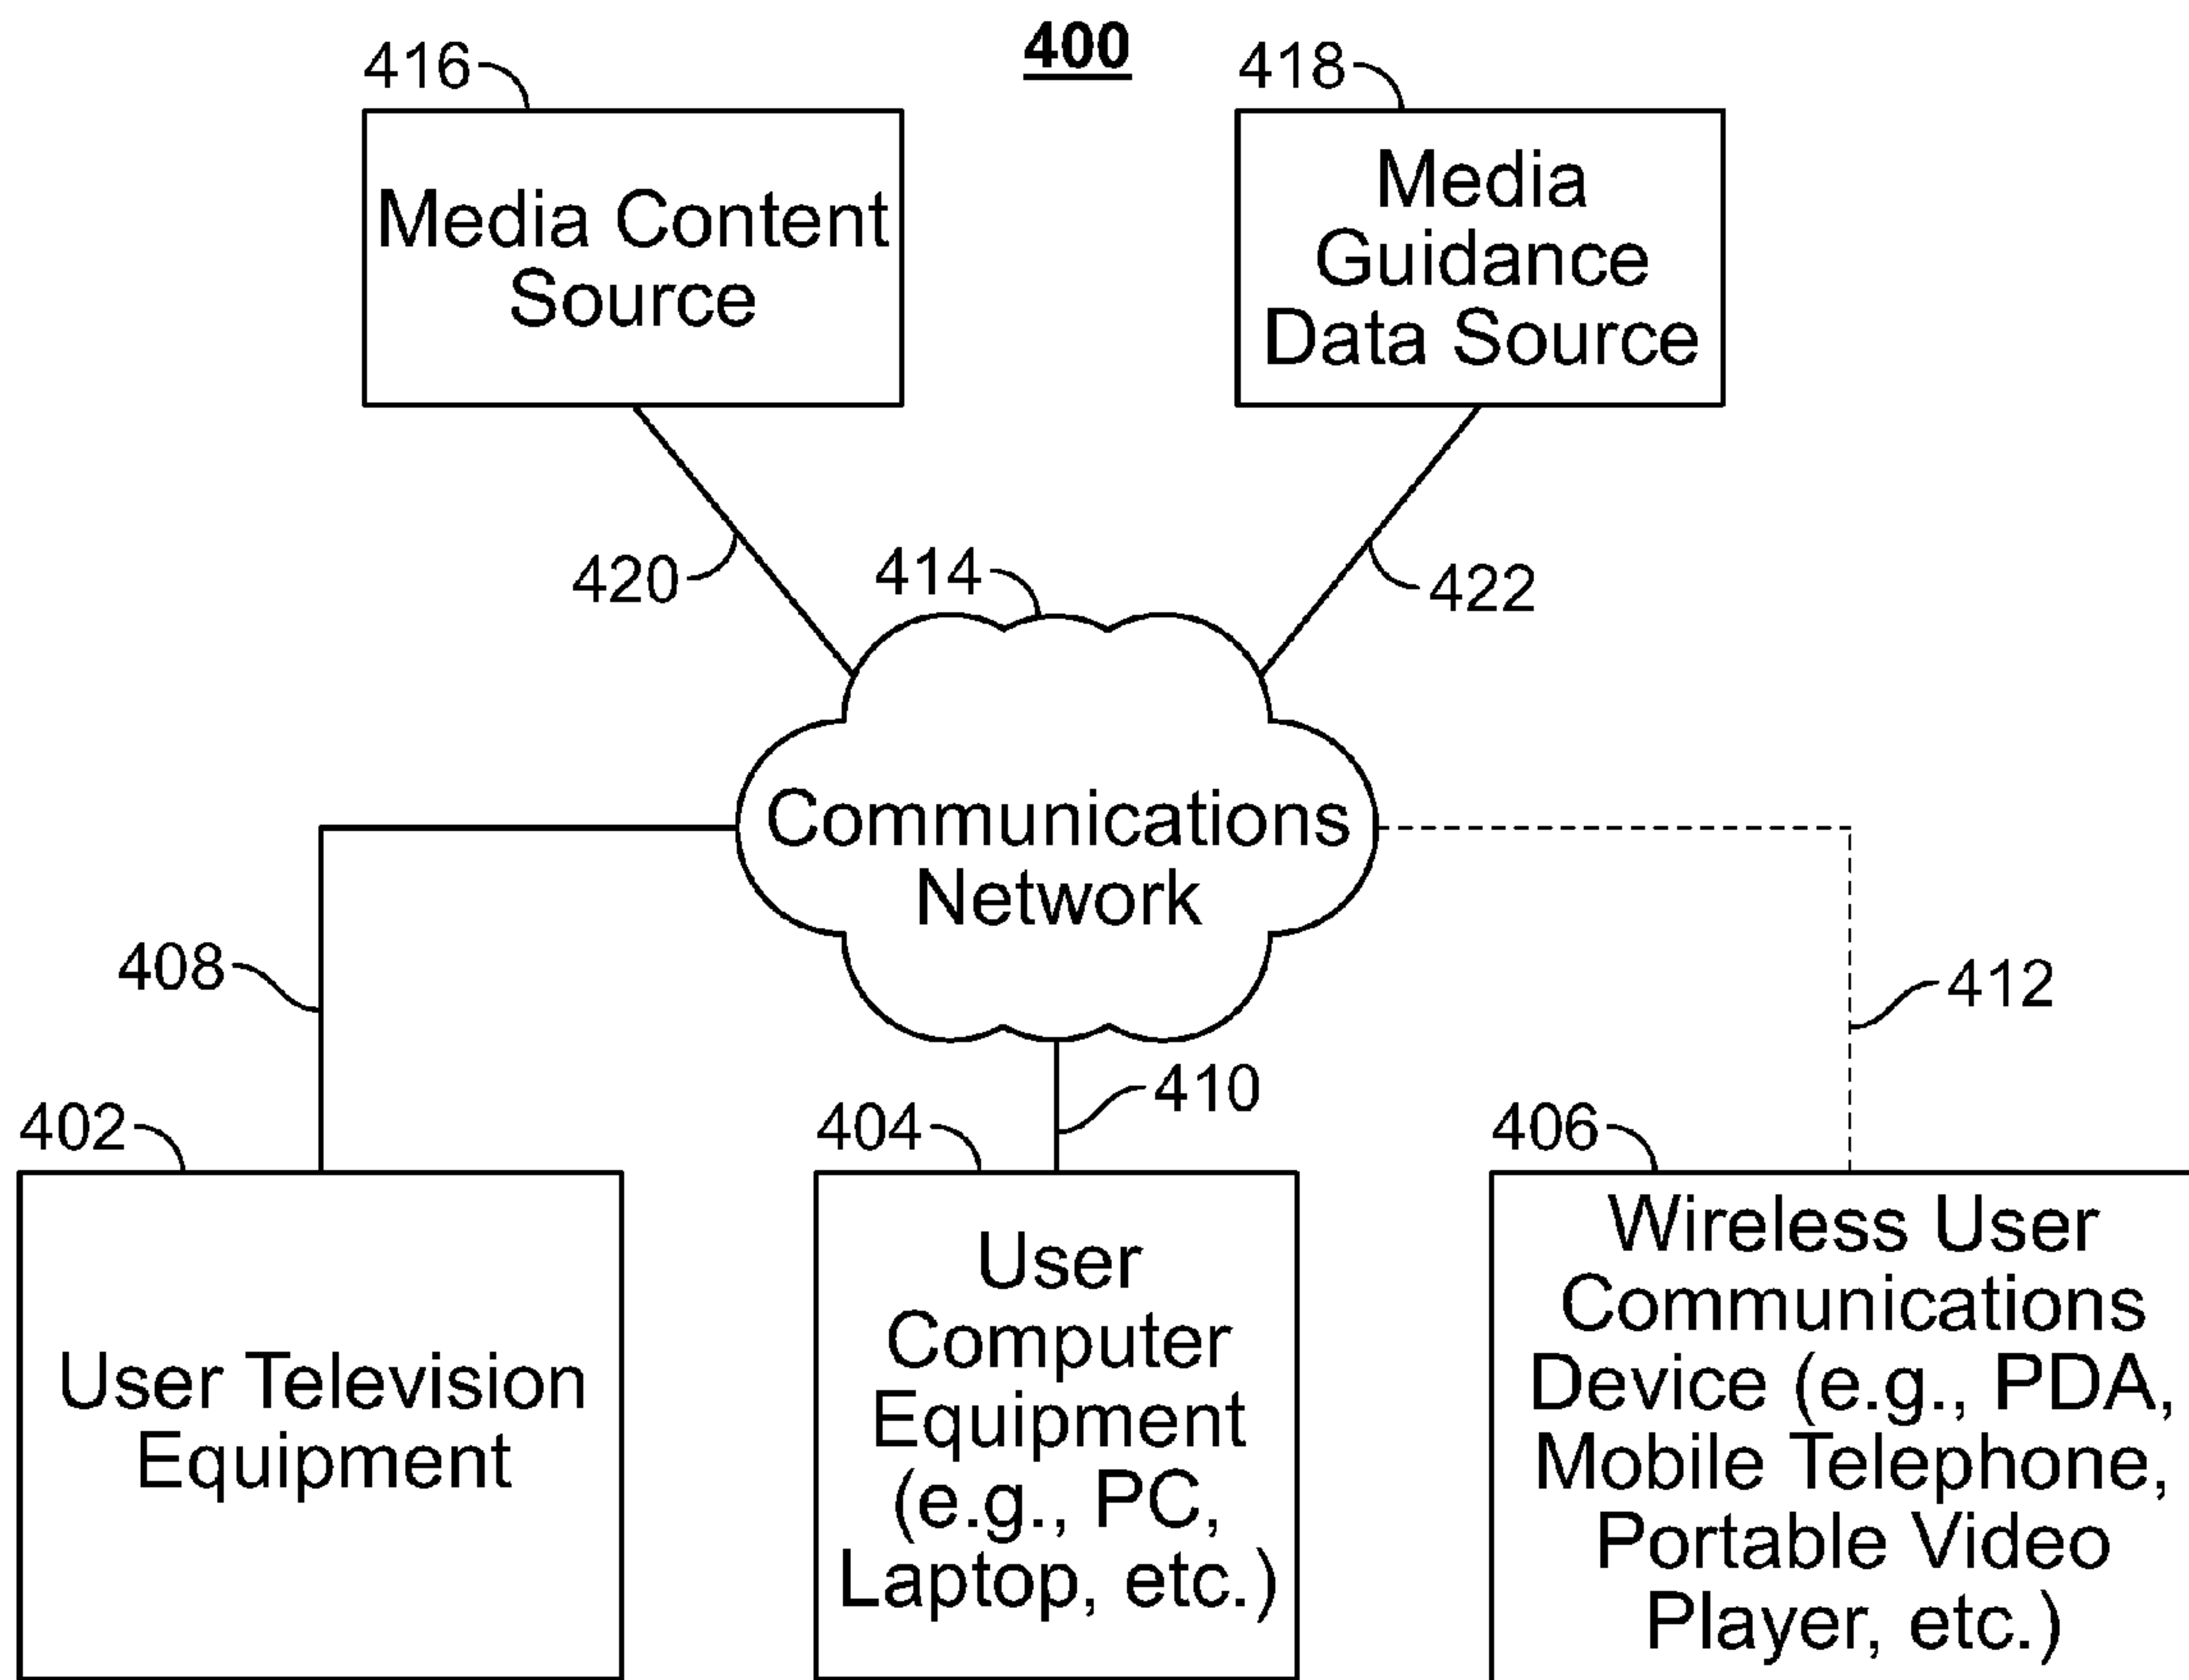 400
416
418
Media Content
Source
Media
Guidance
Data Source
420
414
422
Communications
Network
408
412
410
402
404
406
User Television
Equipment
User
Computer
Equipment
(e.g., PC,
Laptop, etc.)
Wireless User
Communications
Device (e.g., PDA,
Mobile Telephone,
Portable Video
Player, etc.)